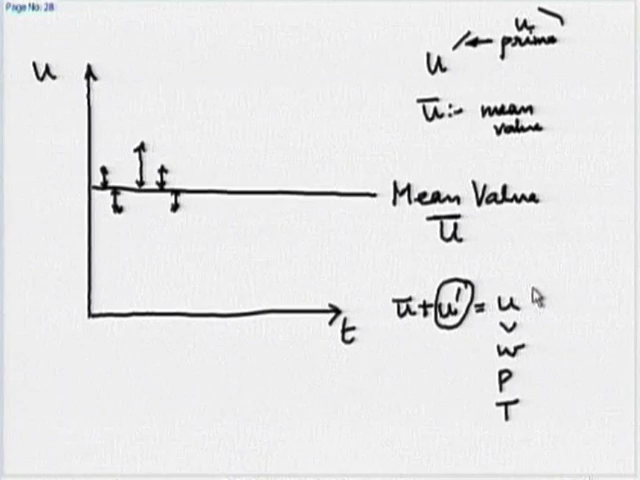 Page No: 28
u
u prime
u'
ū :- mean
value
Mean Value
ū
ū + u' = u
v
w
P
T
t